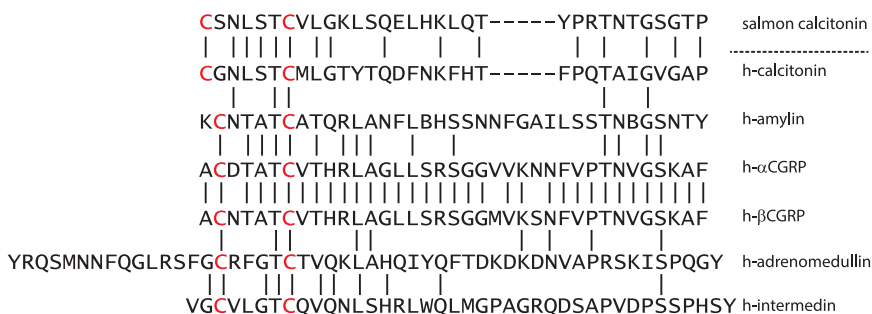 CSNLSTCVLGKLSQELHKLQT-----YPRTNTGSGTP salmon calcitonin
CGNLSTCMLGTYTQDFNKFHT-----FPQTAIGVGAP h-calcitonin
KCNTATCATQRLANFLBHSSNNFGAILSSTNBGSNTY h-amylin
ACDTATCVTHRLAGLLSRSGGVVKNNFVPTNVGSKAF h-αCGRP
ACNTATCVTHRLAGLLSRSGGMVKSNFVPTNVGSKAF h-βCGRP
YRQSMNNFQGLRSFGCRFGTCTVQKLAHQIYQFTDKDKDNVAPRSKISPQGY h-adrenomedullin
VGCVLGTCQVQNLSHRLWQLMGPAGRQDSAPVDPSSPHSY h-intermedin